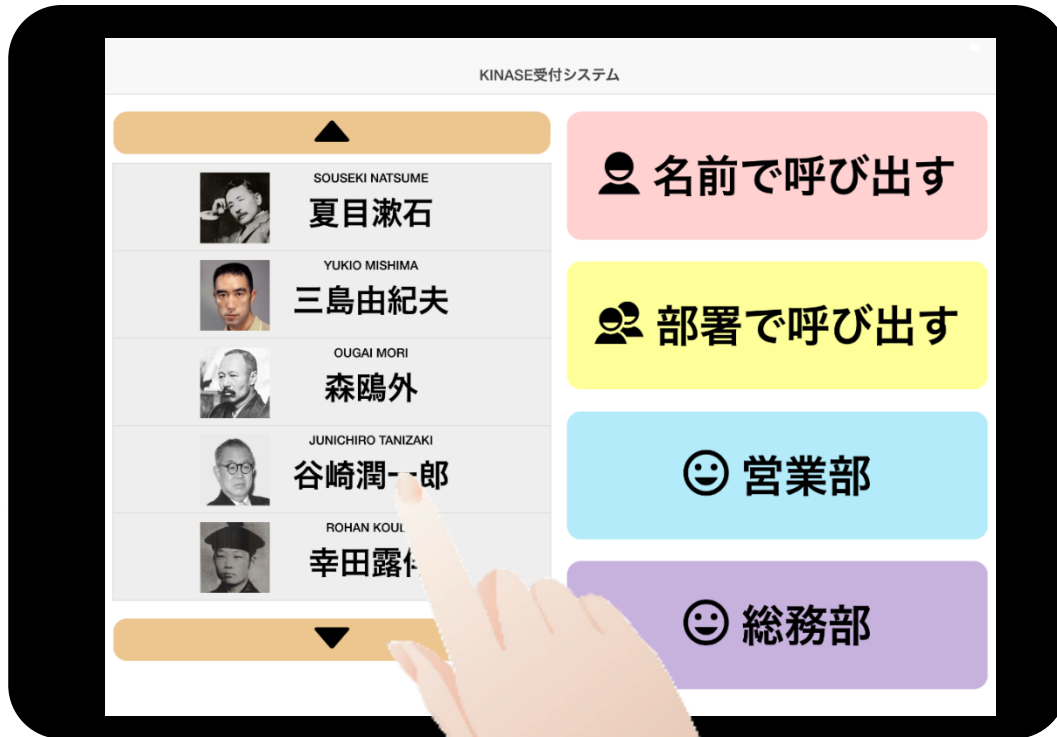 KINASE受付システム
SOUSEKI NATSUME
夏目漱石
YUKIO MISHIMA
三島由紀夫
OUGAI MORI
森鴎外
JUNICHIRO TANIZAKI
谷崎潤一郎
ROHAN
幸田露
名前で呼び出す
部署で呼び出す
営業部
総務部